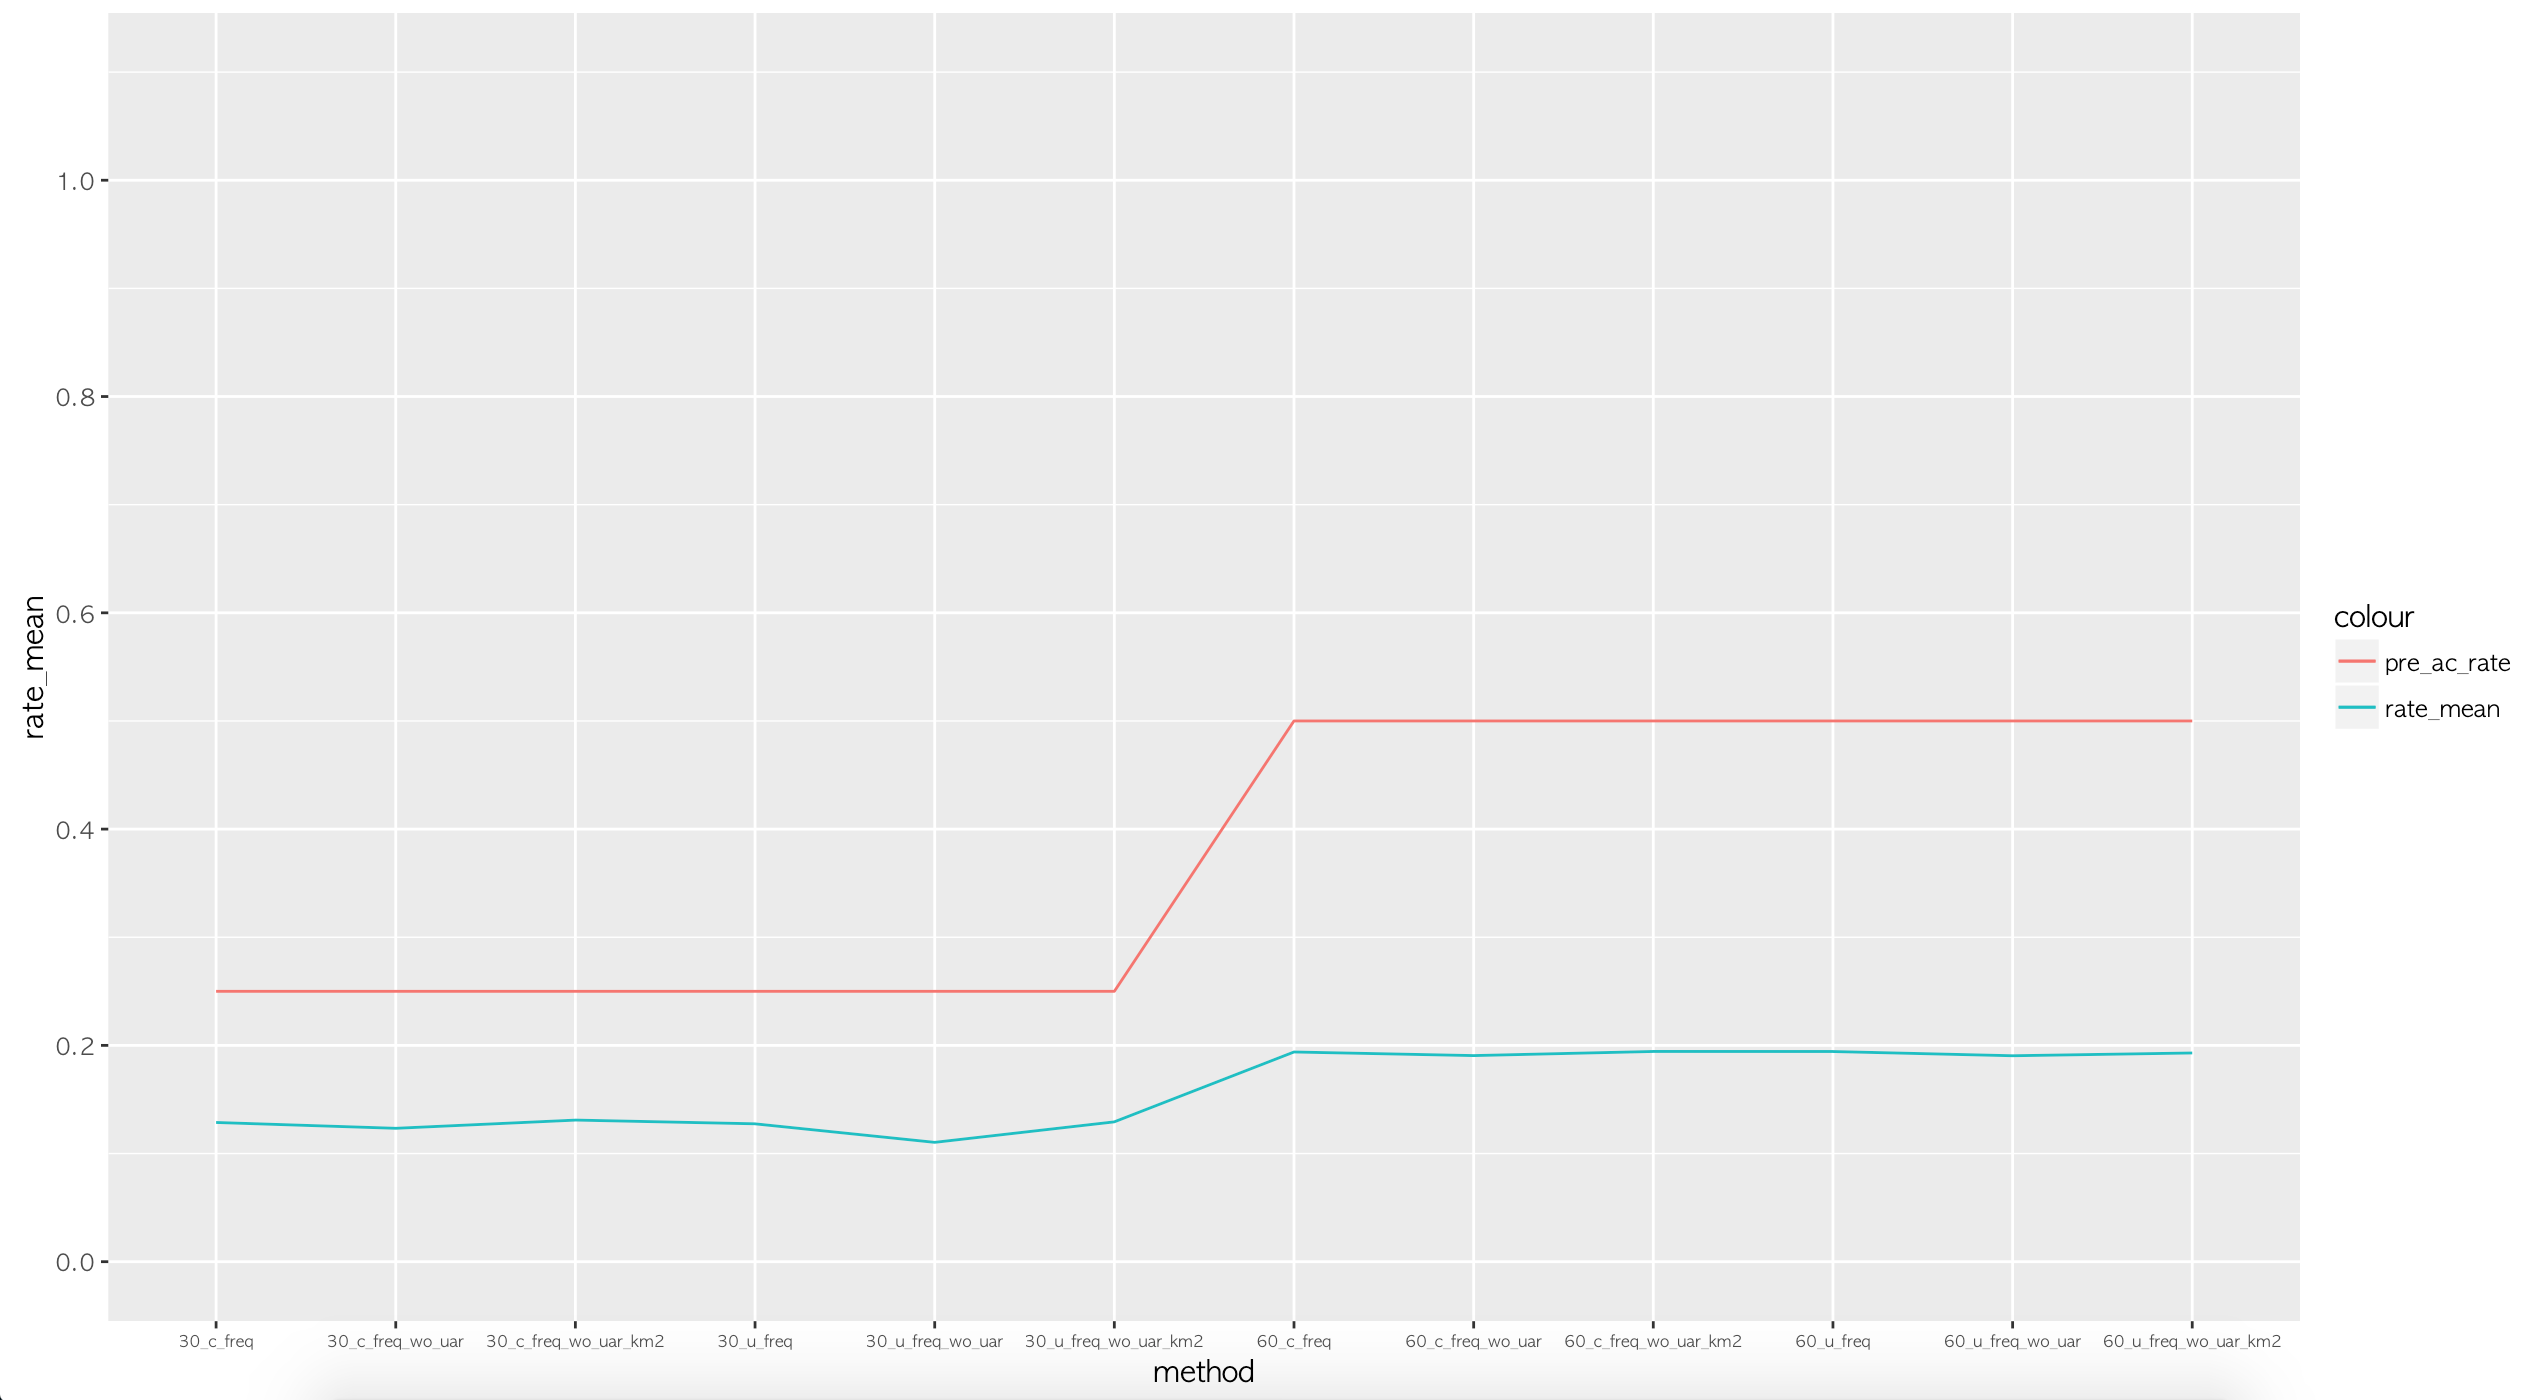 rate_mean
1.0
0.8
0.6
0.4
0.2
0.0
30_c_freq 30_c_freq_wo_uar 30_c_freq_wo_uar_km2 30_u_freq 30_u_freq_wo_uar 30_u_freq_wo_uar_km2 60_c_freq 60_c_freq_wo_uar 60_c_freq_wo_uar_km2 60_u_freq 60_u_freq_wo_uar 60_u_freq_wo_uar_km2
method
colour
pre_ac_rate
rate_mean